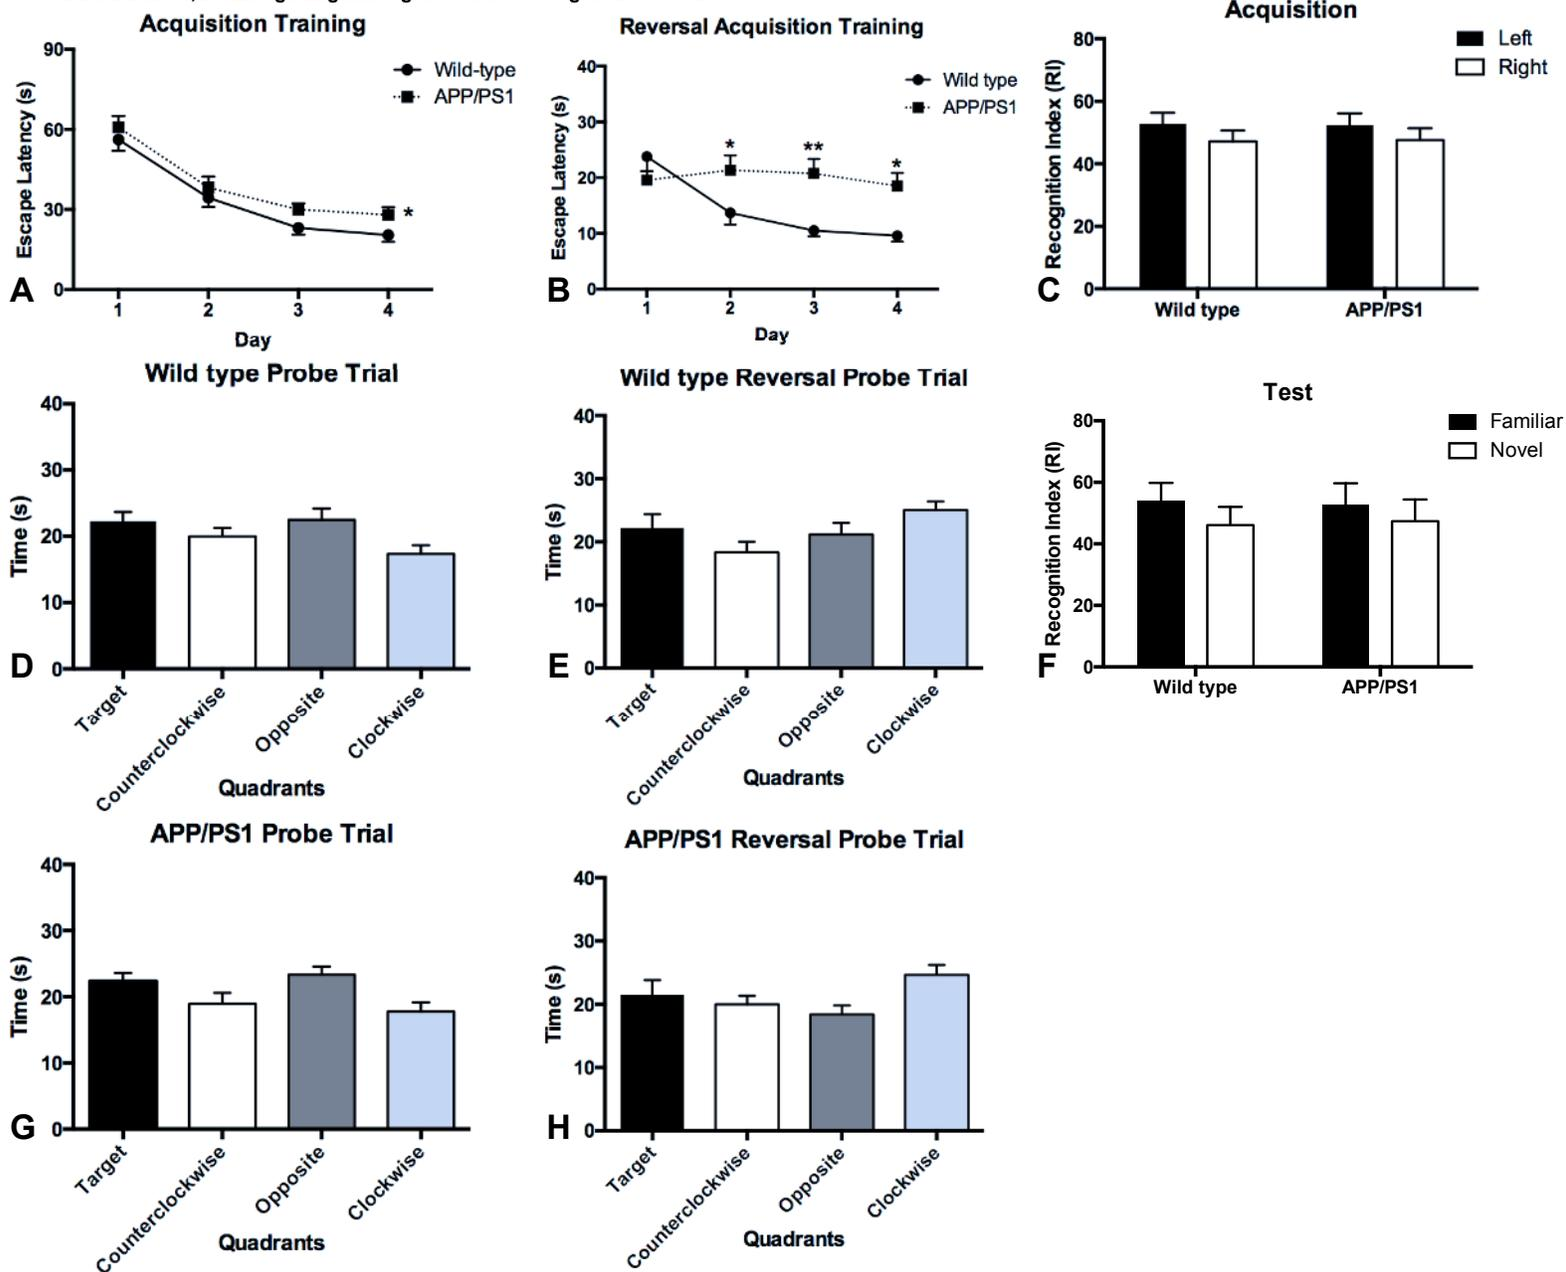 Acquisition Training
90
60
30
0
Escape Latency (s)
Wild-type
APP/PS1
*
1 2 3 4
Day
A
Reversal Acquisition Training
40
30
20
10
0
Escape Latency (s)
Wild type
APP/PS1
* ** *
1 2 3 4
Day
B
Acquisition
80
60
40
20
0
Recognition Index (RI)
Left
Right
Wild type APP/PS1
C
Wild type Probe Trial
40
30
20
10
0
Time (s)
Target Counterclockwise Opposite Clockwise
Quadrants
D
Wild type Reversal Probe Trial
40
30
20
10
0
Time (s)
Target Counterclockwise Opposite Clockwise
Quadrants
E
Test
80
60
40
20
0
Recognition Index (RI)
Familiar
Novel
Wild type APP/PS1
F
APP/PS1 Probe Trial
40
30
20
10
0
Time (s)
Target Counterclockwise Opposite Clockwise
Quadrants
G
APP/PS1 Reversal Probe Trial
40
30
20
10
0
Time (s)
Target Counterclockwise Opposite Clockwise
Quadrants
H